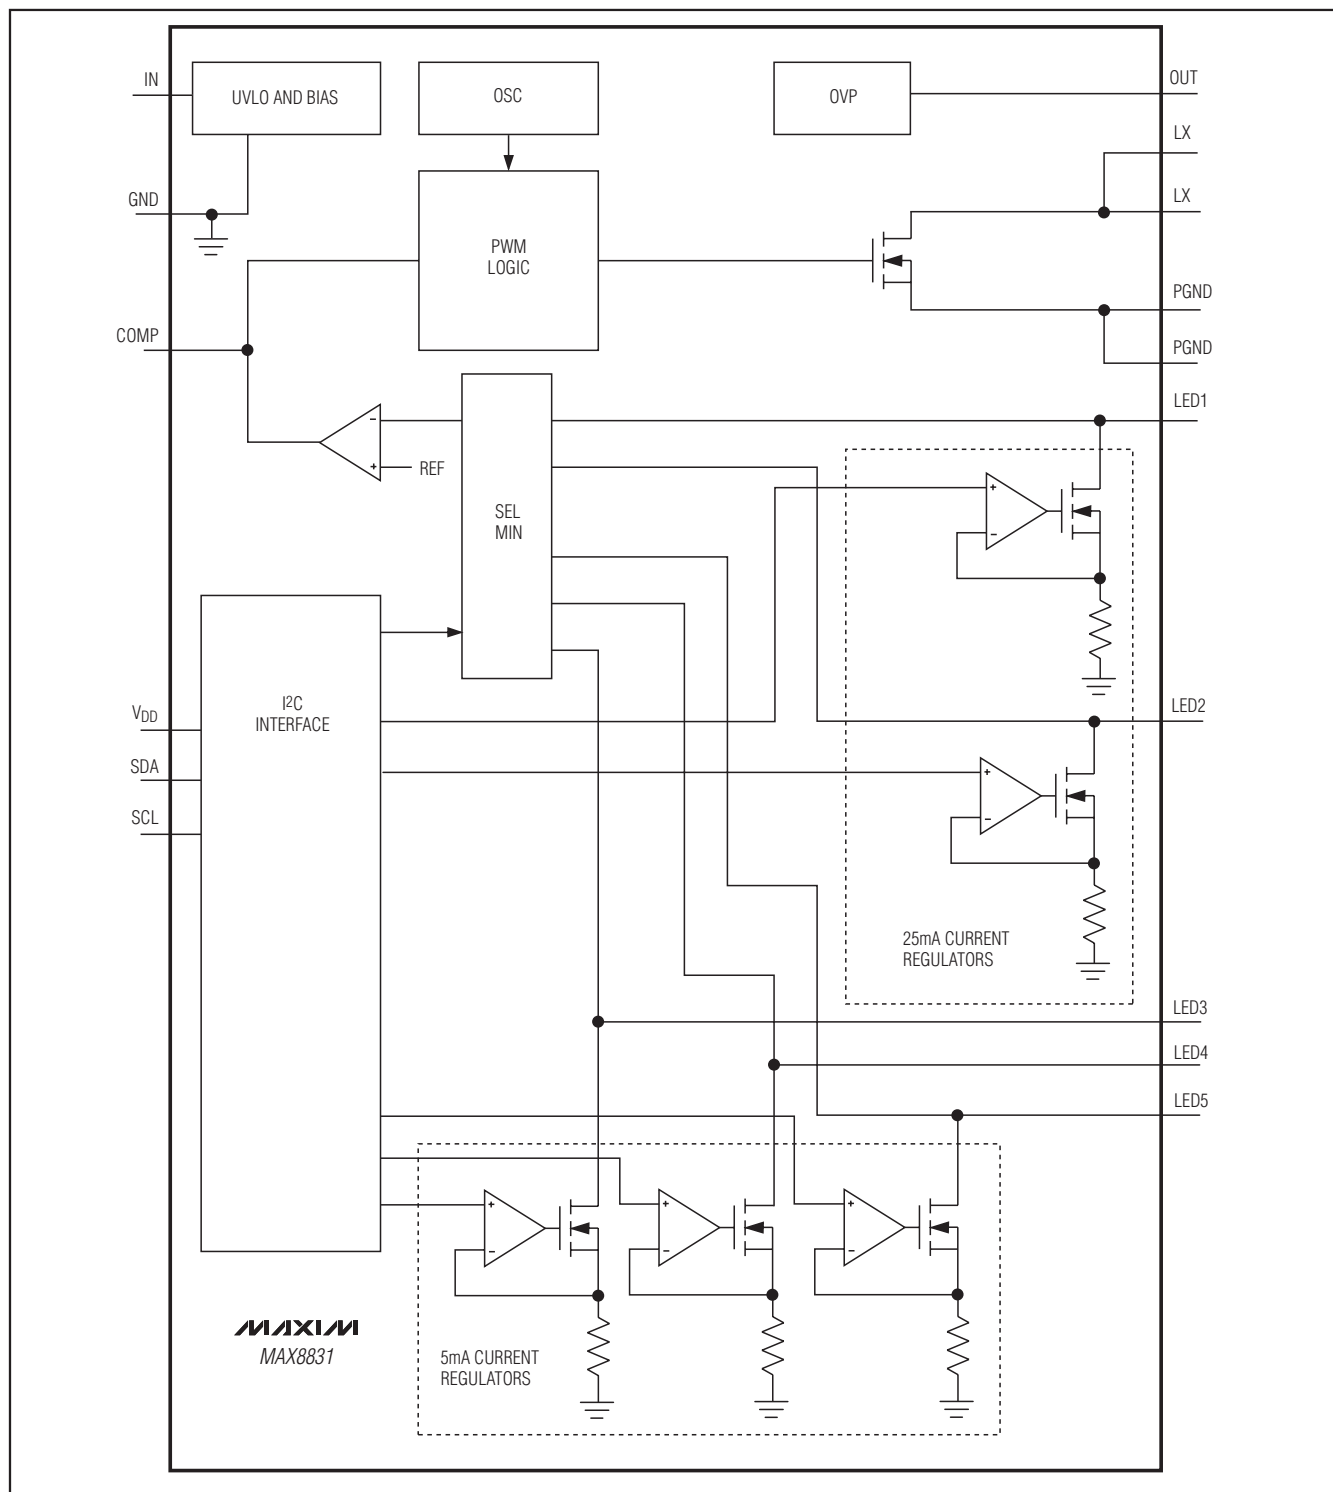 IN
UVLO AND BIAS
OSC
OVP
OUT
LX
GND
LX
PWM
LOGIC
PGND
COMP
PGND
LED1
-
+
REF
SEL
MIN
+
-
I²C
INTERFACE
VDD
LED2
SDA
+
-
SCL
25mA CURRENT
REGULATORS
LED3
LED4
LED5
+
-
+
-
+
-
MAXIM
MAX8831
5mA CURRENT
REGULATORS